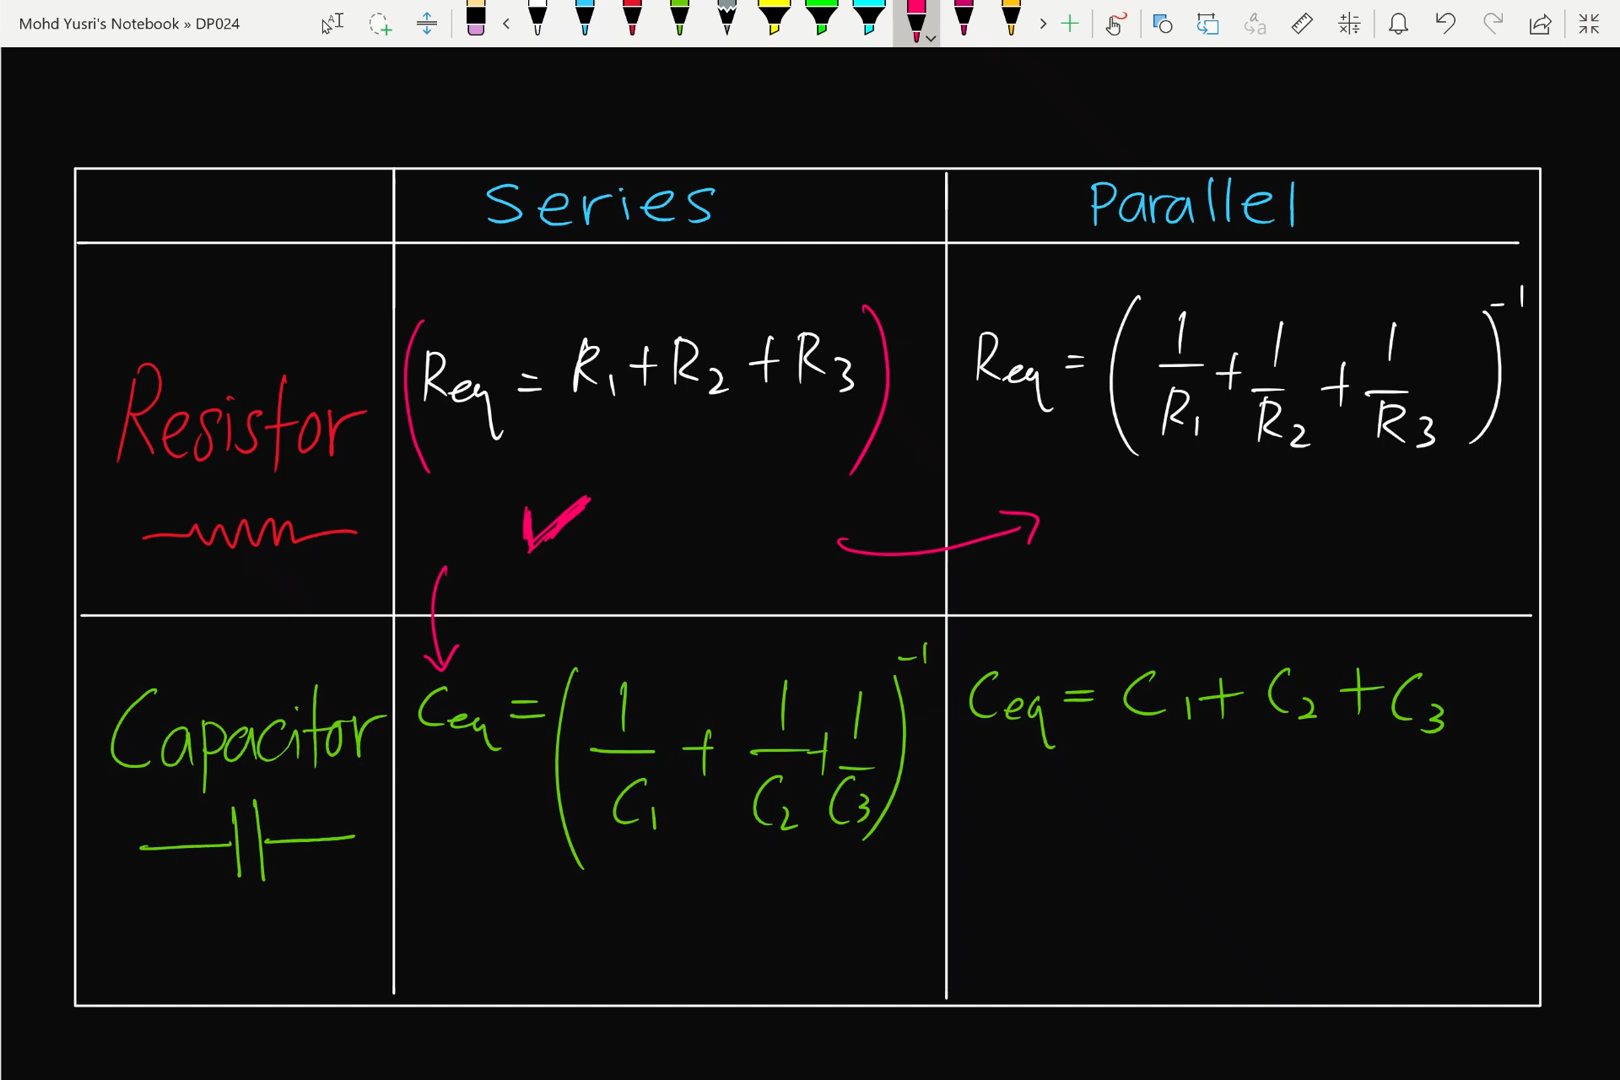 Mohd Yusri's Notebook » DP024
Series Parallel
Resistor
Req = R₁ + R₂ + R₃
Req = (1/R₁ + 1/R₂ + 1/R₃)⁻¹
Capacitor
Ceq = (1/C₁ + 1/C₂ + 1/C₃)⁻¹
Ceq = C₁ + C₂ + C₃